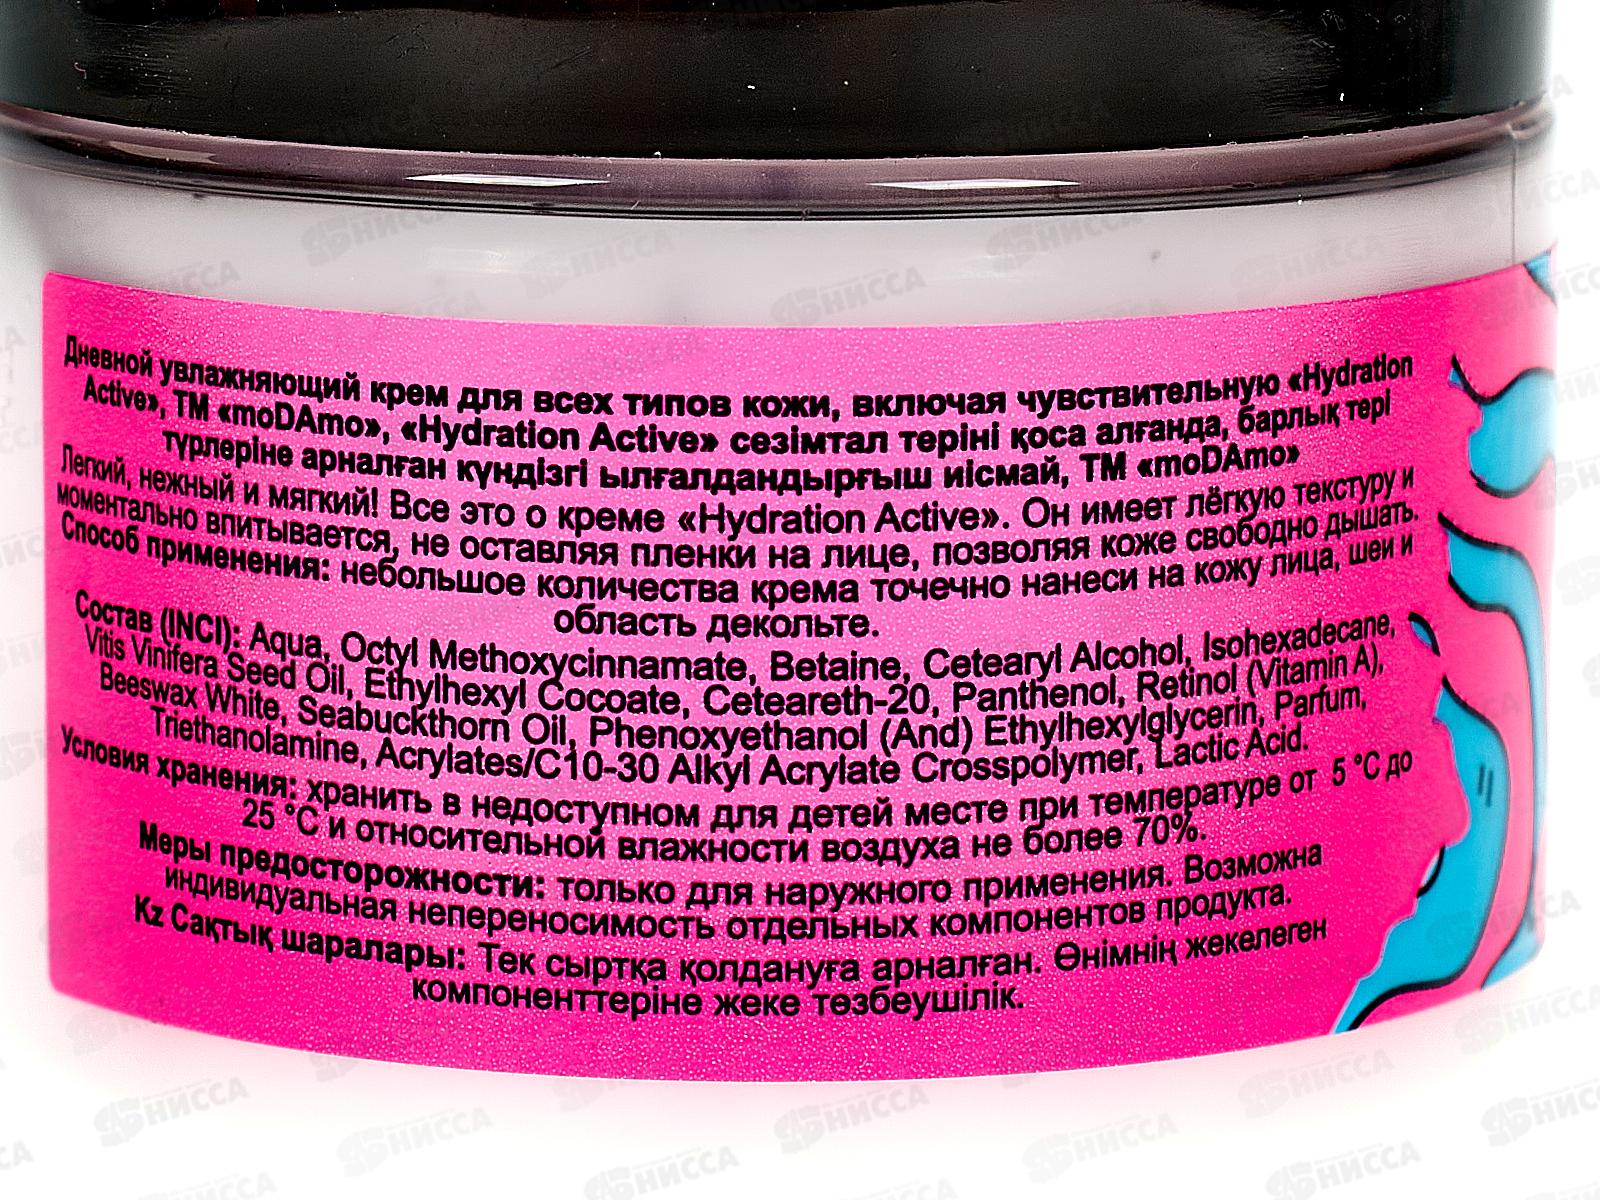 Дневной увлажняющий крем для всех типов кожи, включая чувствительную «Hydration
Active», ТМ «moDAmo», «Hydration Active» сезімтал теріні қоса алғанда, барлық тері
түрлеріне арналған күндізгі ылғалдандырғыш иісмай, ТМ «moDAmo»
Легкий, нежный и мягкий! Все это о креме «Hydration Active». Он имеет лёгкую текстуру и
моментально впитывается, не оставляя пленки на лице, позволяя коже свободно дышать.
Способ применения: небольшое количества крема точечно нанеси на кожу лица, шеи и
область декольте.
Состав (INCI): Aqua, Octyl Methoxycinnamate, Betaine, Cetearyl Alcohol, Isohexadecane,
Vitis Vinifera Seed Oil, Ethylhexyl Cocoate, Ceteareth-20, Panthenol, Retinol (Vitamin A),
Beeswax White, Seabuckthorn Oil, Phenoxyethanol (And) Ethylhexylglycerin, Parfum,
Triethanolamine, Acrylates/C10-30 Alkyl Acrylate Crosspolymer, Lactic Acid.
Условия хранения: хранить в недоступном для детей месте при температуре от 5 °С до
25 °С и относительной влажности воздуха не более 70%.
Меры предосторожности: только для наружного применения. Возможна
индивидуальная непереносимость отдельных компонентов продукта.
Kz Сақтық шаралары: Тек сыртқа қолдануға арналған. Өнімнің жекелеген
компоненттеріне жеке төзбеушілік.